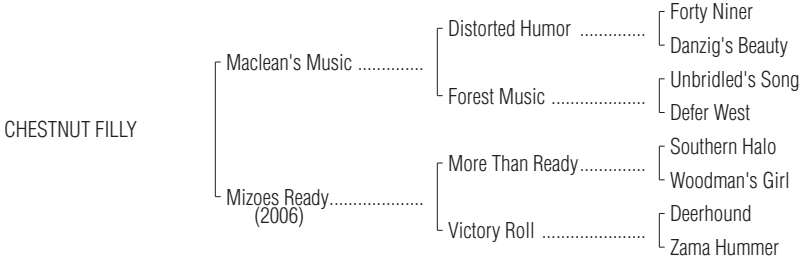 Forty Niner
Distorted Humor ..............
Danzig's Beauty
Maclean's Music ..............
Unbridled's Song
Forest Music ....................
Defer West
CHESTNUT FILLY
Southern Halo
More Than Ready..............
Woodman's Girl
Mizoes Ready....................
(2006)
Deerhound
Victory Roll ......................
Zama Hummer